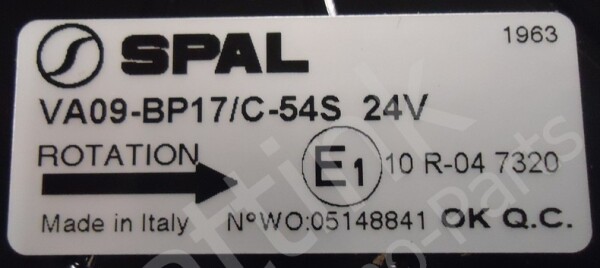 SPAL 1963
VA09-BP17/C-54S 24V
ROTATION E1 10 R-04 7320
Made in Italy N°WO:05148841 OK Q.C.